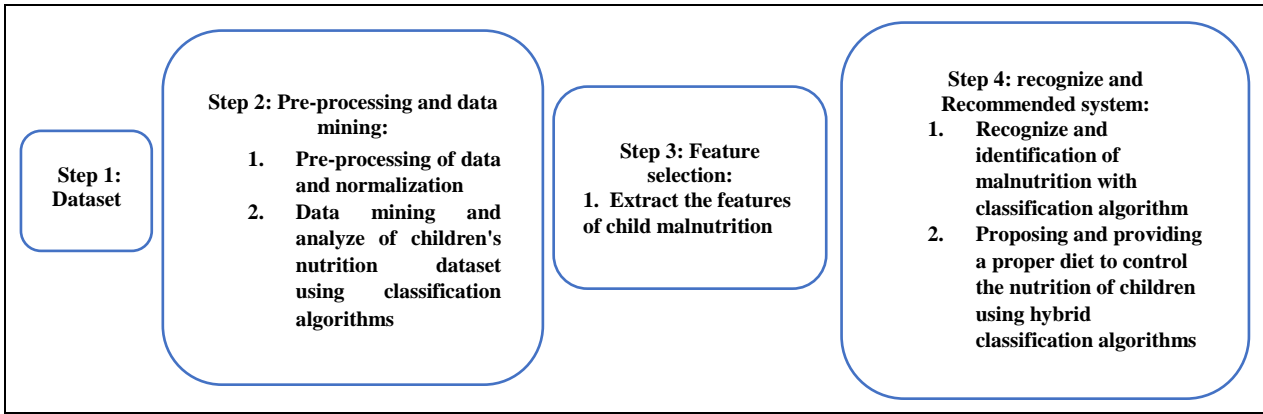 Step 1:
Dataset
Step 2: Pre-processing and data
mining:
1. Pre-processing of data
and normalization
2. Data mining and
analyze of children's
nutrition dataset
using classification
algorithms
Step 3: Feature
selection:
1. Extract the features
of child malnutrition
Step 4: recognize and
Recommended system:
1. Recognize and
identification of
malnutrition with
classification algorithm
2. Proposing and providing
a proper diet to control
the nutrition of children
using hybrid
classification algorithms